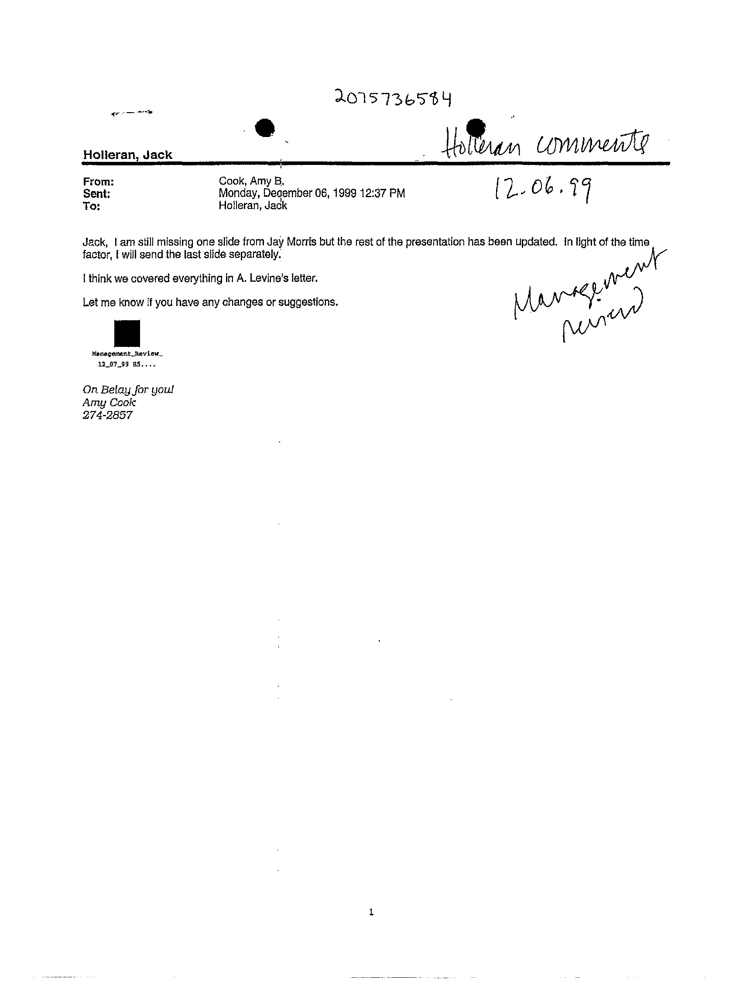 2075736584
Holleran comments
Holleran, Jack
From: Cook, Amy B.
Sent: Monday, December 06, 1999 12:37 PM
To: Holleran, Jack
12.06.99
Jack, I am still missing one slide from Jay Morris but the rest of the presentation has been updated. In light of the time
factor, I will send the last slide separately.
I think we covered everything in A. Levine's letter.
Let me know if you have any changes or suggestions.
Management
Management_Review_
12_07_99 R5....
On Belay for you!
Amy Cook
274-2857
1